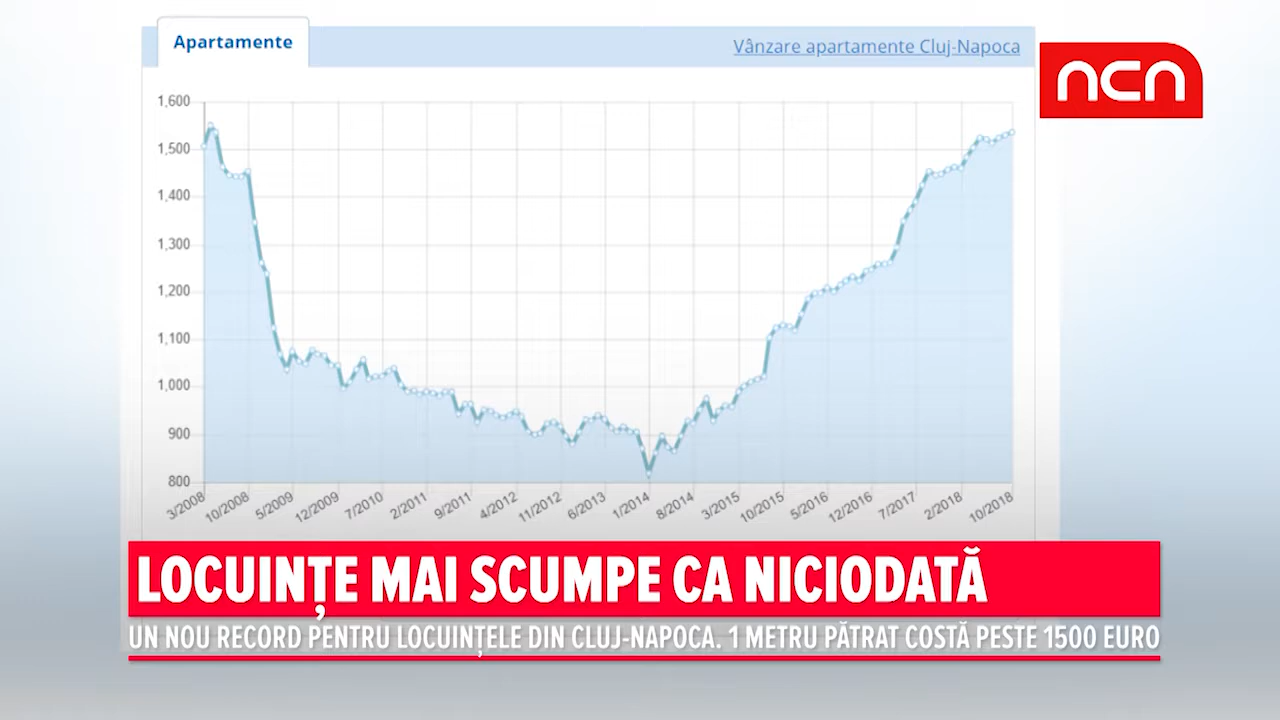 Apartamente
Vânzare apartamente Cluj-Napoca
ncn
1,600
1,500
1,400
1,300
1,200
1,100
1,000
900
800
3/2008 10/2008 5/2009 12/2009 7/2010 2/2011 9/2011 4/2012 11/2012 6/2013 1/2014 8/2014 3/2015 10/2015 5/2016 12/2016 7/2017 2/2018 10/2018
LOCUINȚE MAI SCUMPE CA NICIODATĂ
UN NOU RECORD PENTRU LOCUINȚELE DIN CLUJ-NAPOCA. 1 METRU PĂTRAT COSTĂ PESTE 1500 EURO